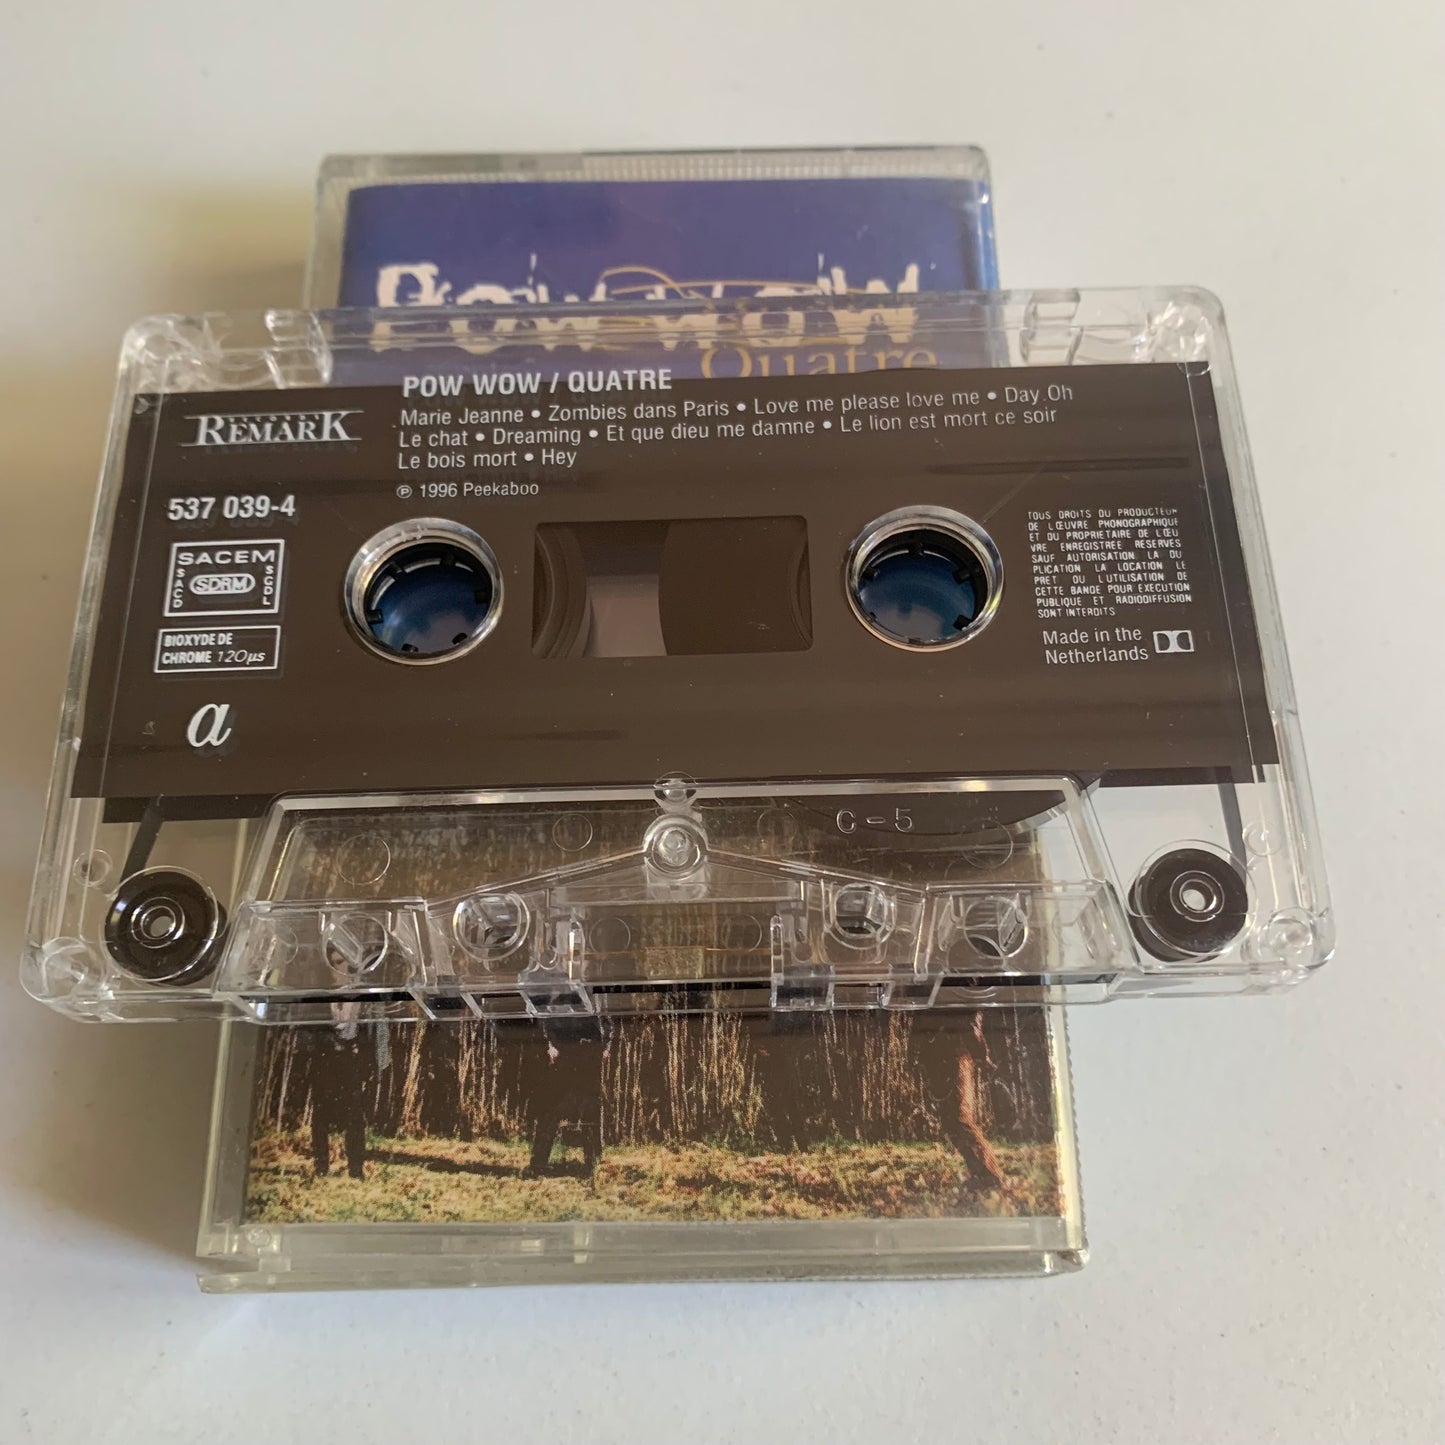 Pow woW
Quatre
RECORDS
REMARK
POW WOW / QUATRE
Marie Jeanne • Zombies dans Paris • Love me please love me • Day Oh
Le chat • Dreaming • Et que dieu me damne • Le lion est mort ce soir
Le bois mort • Hey
℗ 1996 Peekaboo
537 039-4
SACEM
SACD
SDRM
SGDL
BIOXYDE DE
CHROME 120µs
a
TOUS DROITS DU PRODUCTEUR
DE L'ŒUVRE PHONOGRAPHIQUE
ET DU PROPRIETAIRE DE L'ŒU
VRE ENREGISTREE RESERVES
SAUF AUTORISATION LA DU
PLICATION LA LOCATION LE
PRET OU L'UTILISATION DE
CETTE BANDE POUR EXECUTION
PUBLIQUE ET RADIODIFFUSION
SONT INTERDITS
Made in the
Netherlands
C-5